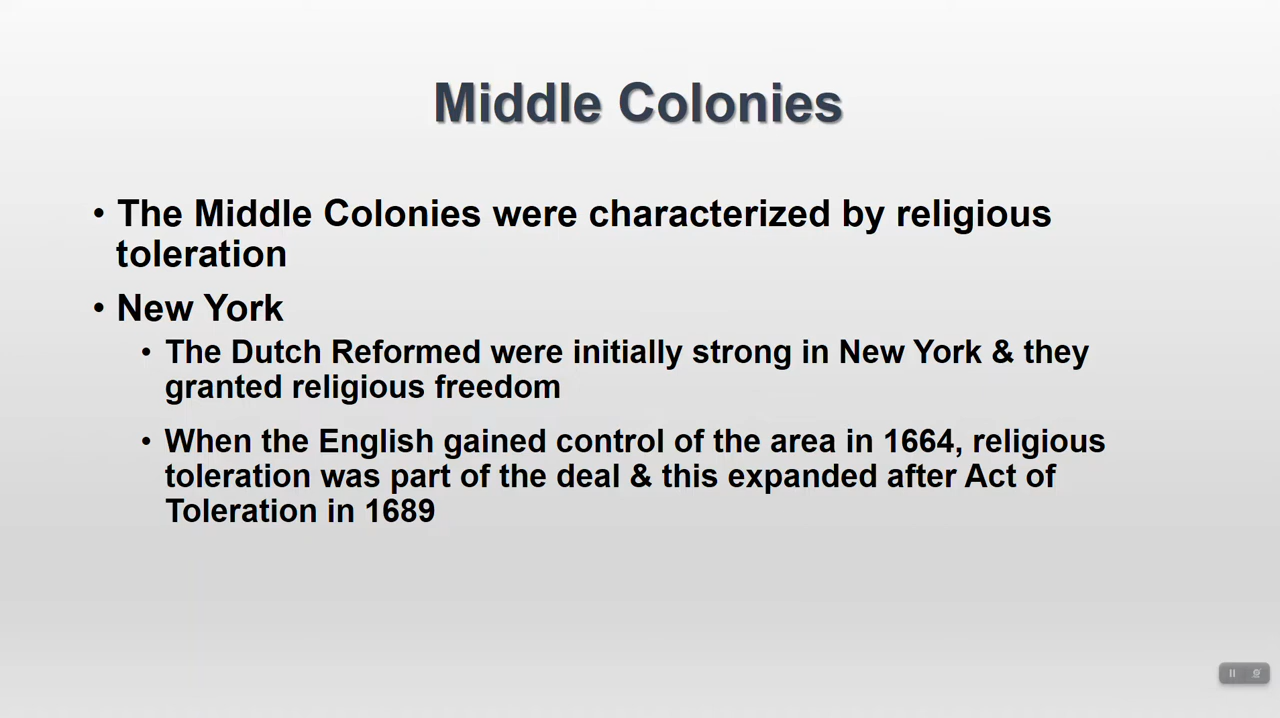 Middle Colonies
• The Middle Colonies were characterized by religious
toleration
• New York
• The Dutch Reformed were initially strong in New York & they
granted religious freedom
• When the English gained control of the area in 1664, religious
toleration was part of the deal & this expanded after Act of
Toleration in 1689